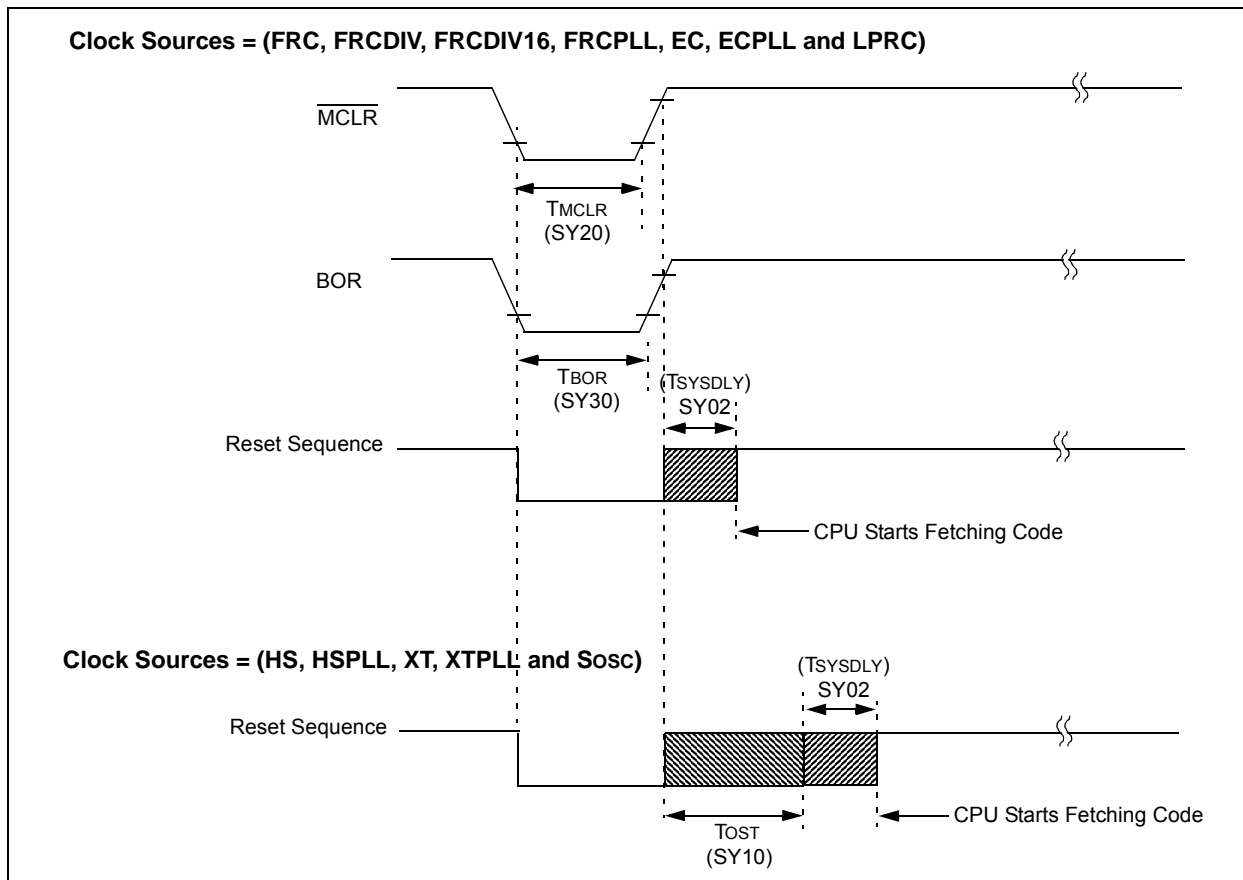 Clock Sources = (FRC, FRCDIV, FRCDIV16, FRCPLL, EC, ECPLL and LPRC)
MCLR
TMCLR
(SY20)
BOR
TBOR
(SY30)
(TSYSDLY)
SY02
Reset Sequence
CPU Starts Fetching Code
Clock Sources = (HS, HSPLL, XT, XTPLL and SOSC)
(TSYSDLY)
SY02
Reset Sequence
CPU Starts Fetching Code
TOST
(SY10)